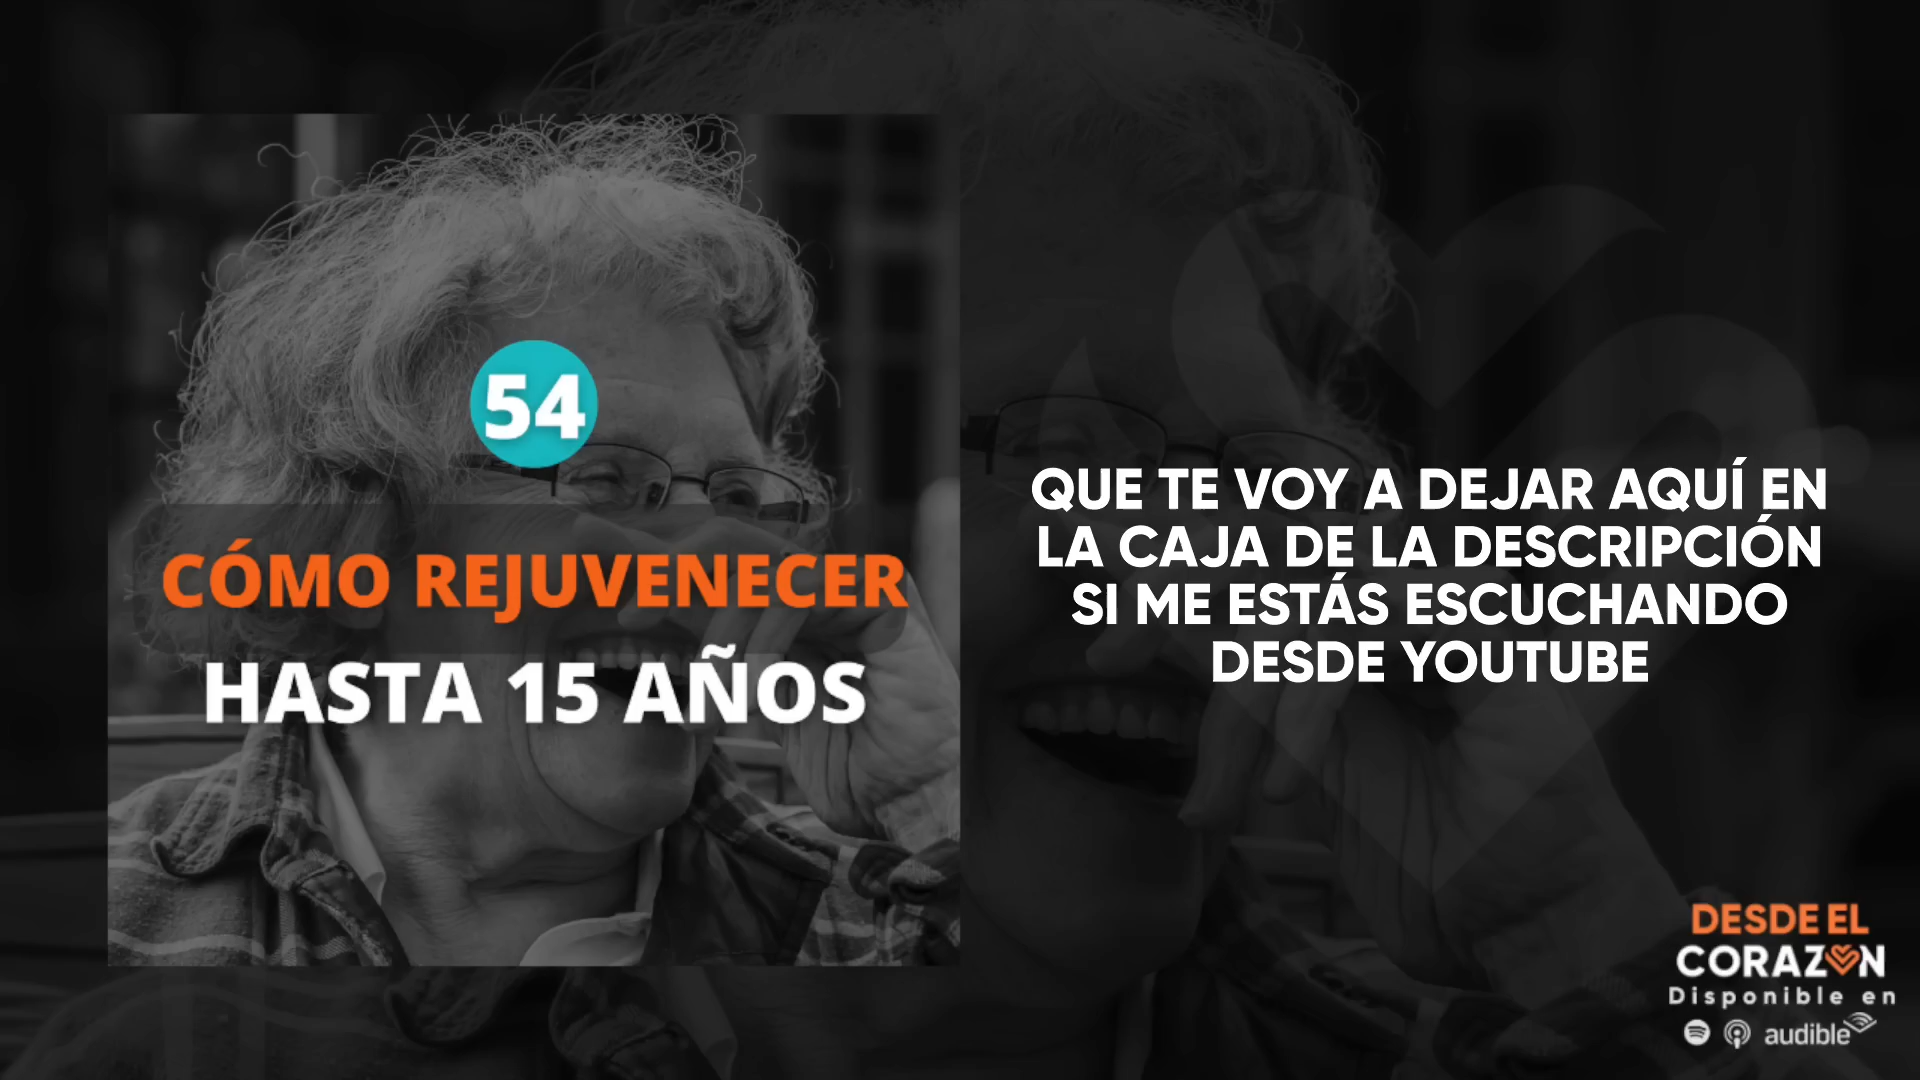 54
CÓMO REJUVENECER
HASTA 15 AÑOS
QUE TE VOY A DEJAR AQUÍ EN
LA CAJA DE LA DESCRIPCIÓN
SI ME ESTÁS ESCUCHANDO
DESDE YOUTUBE
DESDE EL
CORAZÓN
Disponible en
audible